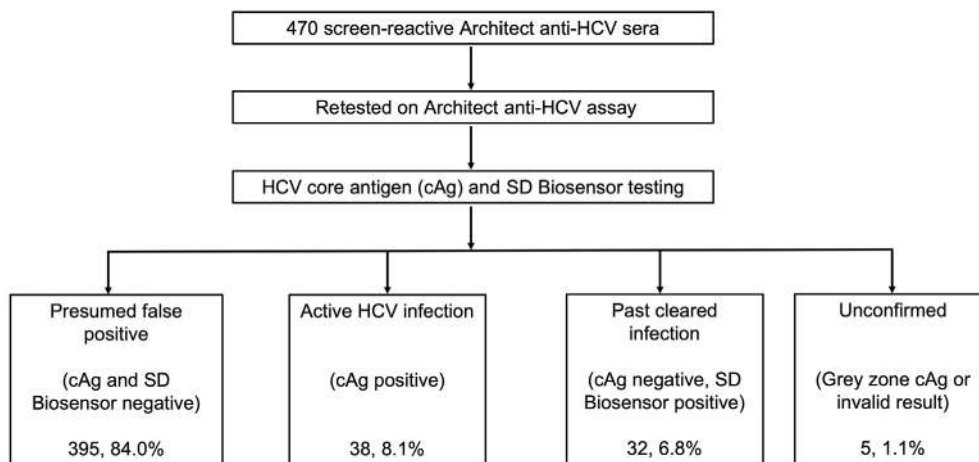 470 screen-reactive Architect anti-HCV sera
Retested on Architect anti-HCV assay
HCV core antigen (cAg) and SD Biosensor testing
Presumed false
positive
(cAg and SD
Biosensor negative)
395, 84.0%
Active HCV infection
(cAg positive)
38, 8.1%
Past cleared
infection
(cAg negative, SD
Biosensor positive)
32, 6.8%
Unconfirmed
(Grey zone cAg or
invalid result)
5, 1.1%